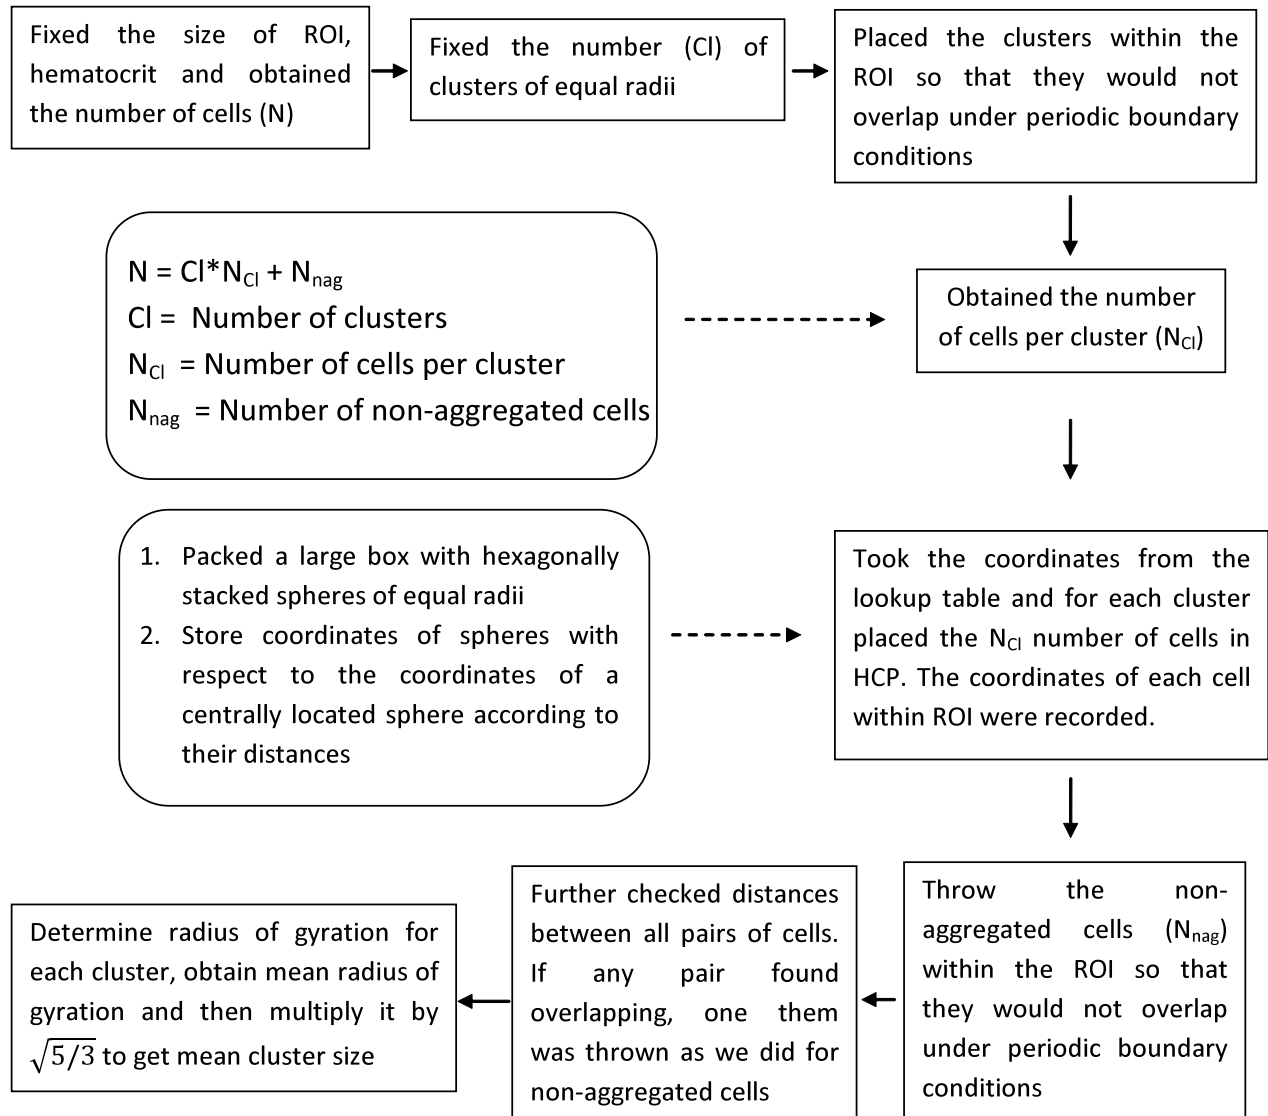 Fixed the size of ROI,
hematocrit and obtained
the number of cells (N)
Fixed the number (Cl) of
clusters of equal radii
Placed the clusters within the
ROI so that they would not
overlap under periodic boundary
conditions
N = Cl*N_Cl + N_nag
Cl = Number of clusters
N_Cl = Number of cells per cluster
N_nag = Number of non-aggregated cells
Obtained the number
of cells per cluster (N_Cl)
1. Packed a large box with hexagonally
stacked spheres of equal radii
2. Store coordinates of spheres with
respect to the coordinates of a
centrally located sphere according to
their distances
Took the coordinates from the
lookup table and for each cluster
placed the N_Cl number of cells in
HCP. The coordinates of each cell
within ROI were recorded.
Throw the non-
aggregated cells (N_nag)
within the ROI so that
they would not overlap
under periodic boundary
conditions
Further checked distances
between all pairs of cells.
If any pair found
overlapping, one them
was thrown as we did for
non-aggregated cells
Determine radius of gyration for
each cluster, obtain mean radius of
gyration and then multiply it by
√5/3 to get mean cluster size